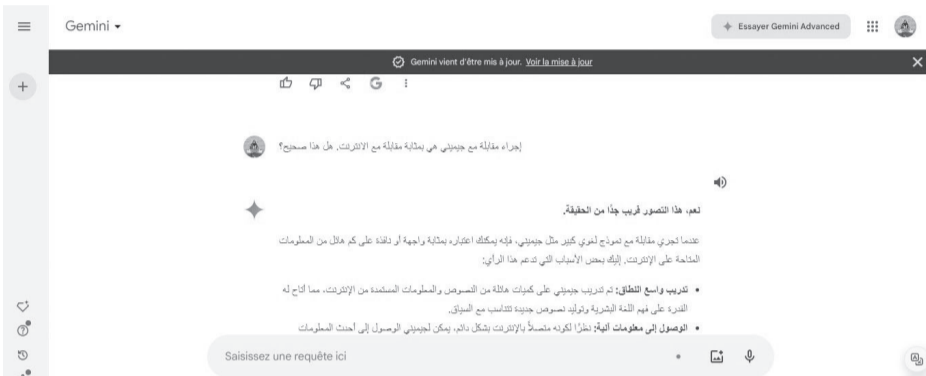 Gemini
Essayer Gemini Advanced
Gemini vient d'être mis à jour. Voir la mise à jour
إجراء مقابلة مع جيميني هي بمثابة مقابلة مع الانترنت. هل هذا صحيح؟
نعم، هذا التصور قريب جدًا من الحقيقة.
عندما تجري مقابلة مع نموذج لغوي كبير مثل جيميني، فإنه يمكنك اعتباره بمثابة واجهة أو نافذة على كم هائل من المعلومات
المتاحة على الإنترنت. إليك بعض الأسباب التي تدعم هذا الرأي:
• تدريب واسع النطاق: تم تدريب جيميني على كميات هائلة من النصوص والمعلومات المستمدة من الإنترنت، مما أتاح له
القدرة على فهم اللغة البشرية وتوليد نصوص جديدة تتناسب مع السياق.
• الوصول إلى معلومات آنية: نظرًا لكونه متصلاً بالإنترنت بشكل دائم، يمكن لجيميني الوصول إلى أحدث المعلومات
Saisissez une requête ici